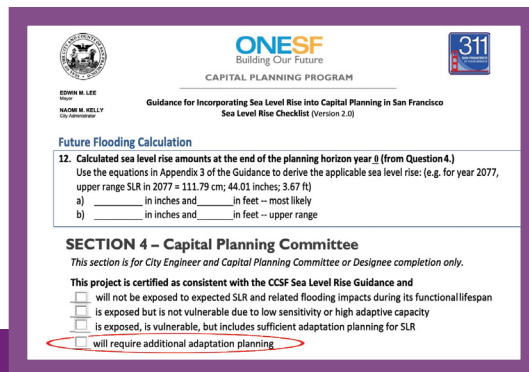 ONESF
Building Our Future
311
CAPITAL PLANNING PROGRAM
EDWIN M. LEE
Mayor
NAOMI M. KELLY
City Administrator
Guidance for Incorporating Sea Level Rise into Capital Planning in San Francisco
Sea Level Rise Checklist (Version 2.0)
Future Flooding Calculation
12. Calculated sea level rise amounts at the end of the planning horizon year 0 (from Question 4.)
Use the equations in Appendix 3 of the Guidance to derive the applicable sea level rise: (e.g. for year 2077,
upper range SLR in 2077 = 111.79 cm; 44.01 inches; 3.67 ft)
a) _________ in inches and______in feet -- most likely
b) _________ in inches and______in feet -- upper range
SECTION 4 – Capital Planning Committee
This section is for City Engineer and Capital Planning Committee or Designee completion only.
This project is certified as consistent with the CCSF Sea Level Rise Guidance and
will not be exposed to expected SLR and related flooding impacts during its functional lifespan
is exposed but is not vulnerable due to low sensitivity or high adaptive capacity
is exposed, is vulnerable, but includes sufficient adaptation planning for SLR
will require additional adaptation planning